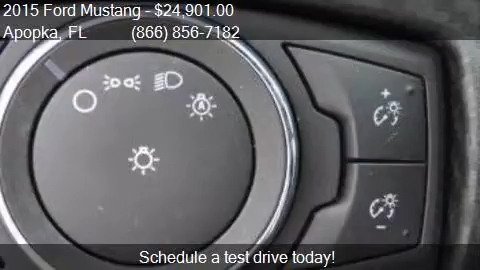 2015 Ford Mustang - $24,901.00
Apopka, FL (866) 856-7182
A
+
-
Schedule a test drive today!